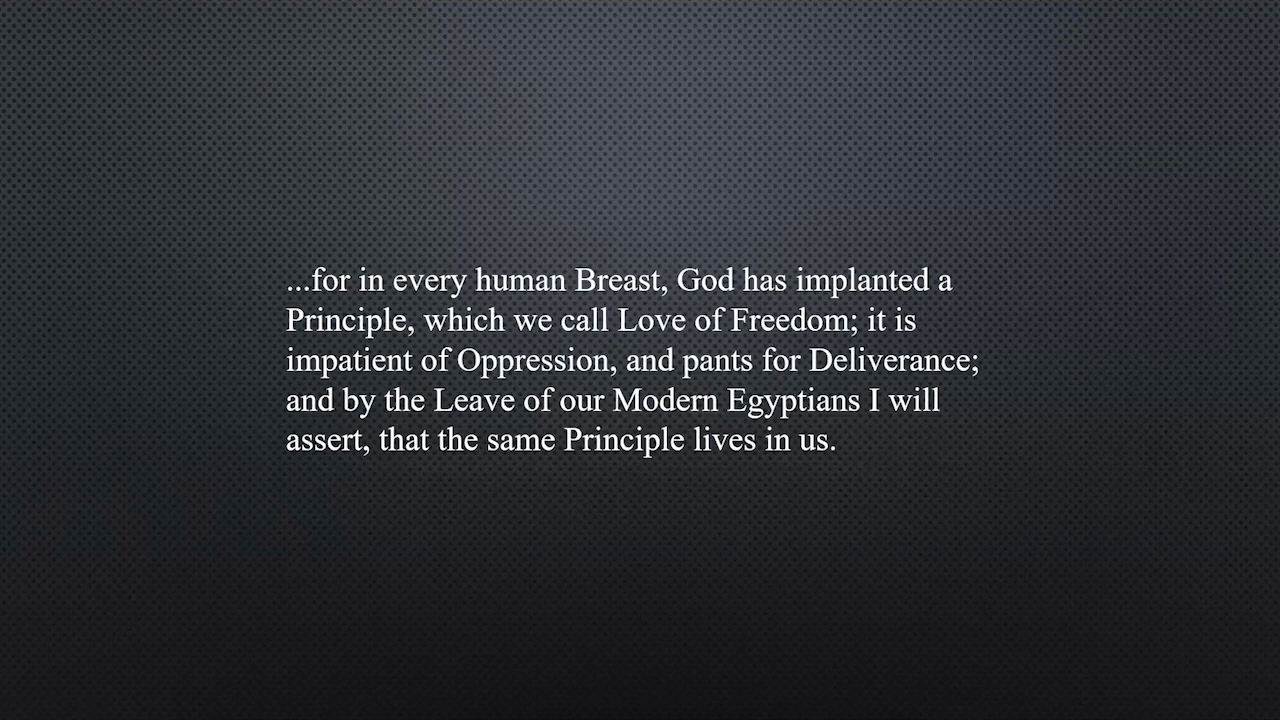 ...for in every human Breast, God has implanted a
Principle, which we call Love of Freedom; it is
impatient of Oppression, and pants for Deliverance;
and by the Leave of our Modern Egyptians I will
assert, that the same Principle lives in us.